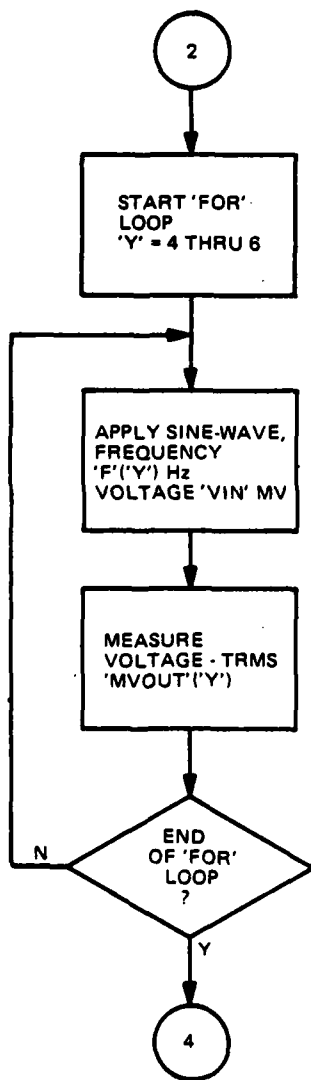 2
START 'FOR'
LOOP
'Y' = 4 THRU 6
APPLY SINE-WAVE,
FREQUENCY
'F'('Y') Hz
VOLTAGE 'VIN' MV
MEASURE
VOLTAGE - TRMS
'MVOUT'('Y')
END
OF 'FOR'
LOOP
?
N
Y
4